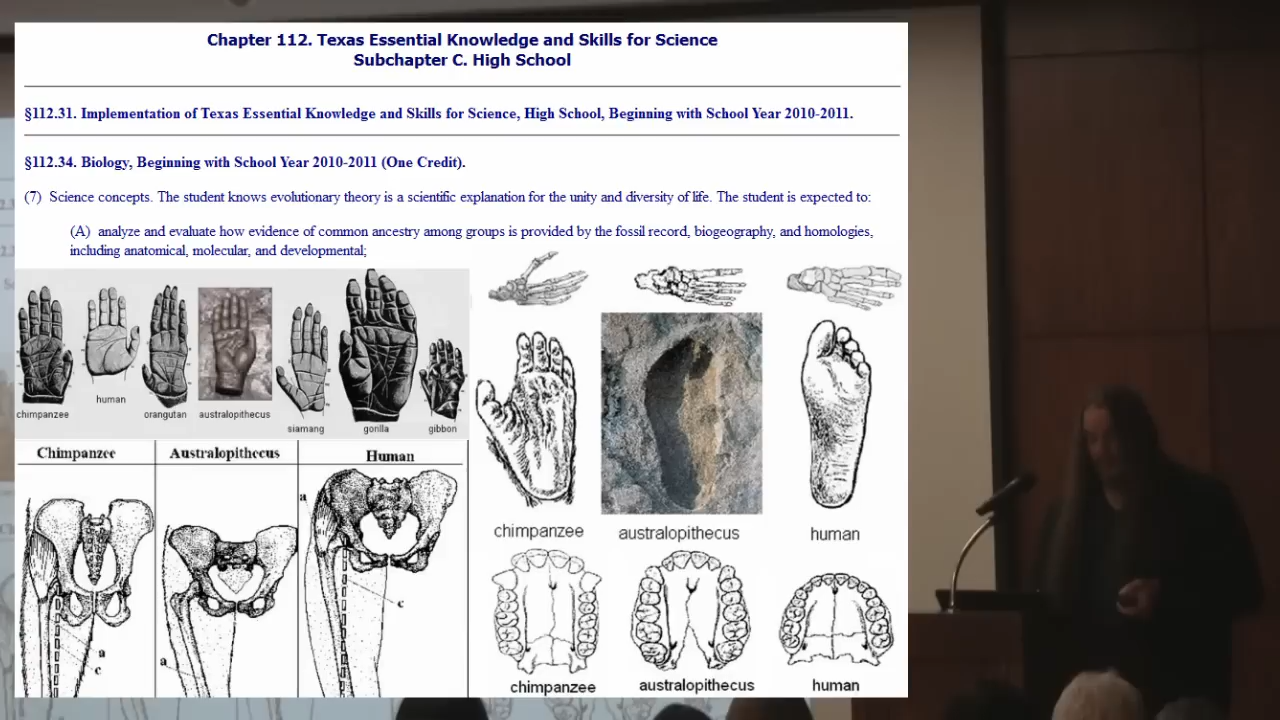 Chapter 112. Texas Essential Knowledge and Skills for Science
Subchapter C. High School
§112.31. Implementation of Texas Essential Knowledge and Skills for Science, High School, Beginning with School Year 2010-2011.
§112.34. Biology, Beginning with School Year 2010-2011 (One Credit).
(7) Science concepts. The student knows evolutionary theory is a scientific explanation for the unity and diversity of life. The student is expected to:
(A) analyze and evaluate how evidence of common ancestry among groups is provided by the fossil record, biogeography, and homologies,
including anatomical, molecular, and developmental;
chimpanzee
human
orangutan
australopithecus
siamang
gorilla
gibbon
Chimpanzee
Australopithecus
Human
a
c
a
a
c
chimpanzee
australopithecus
human
chimpanzee
australopithecus
human